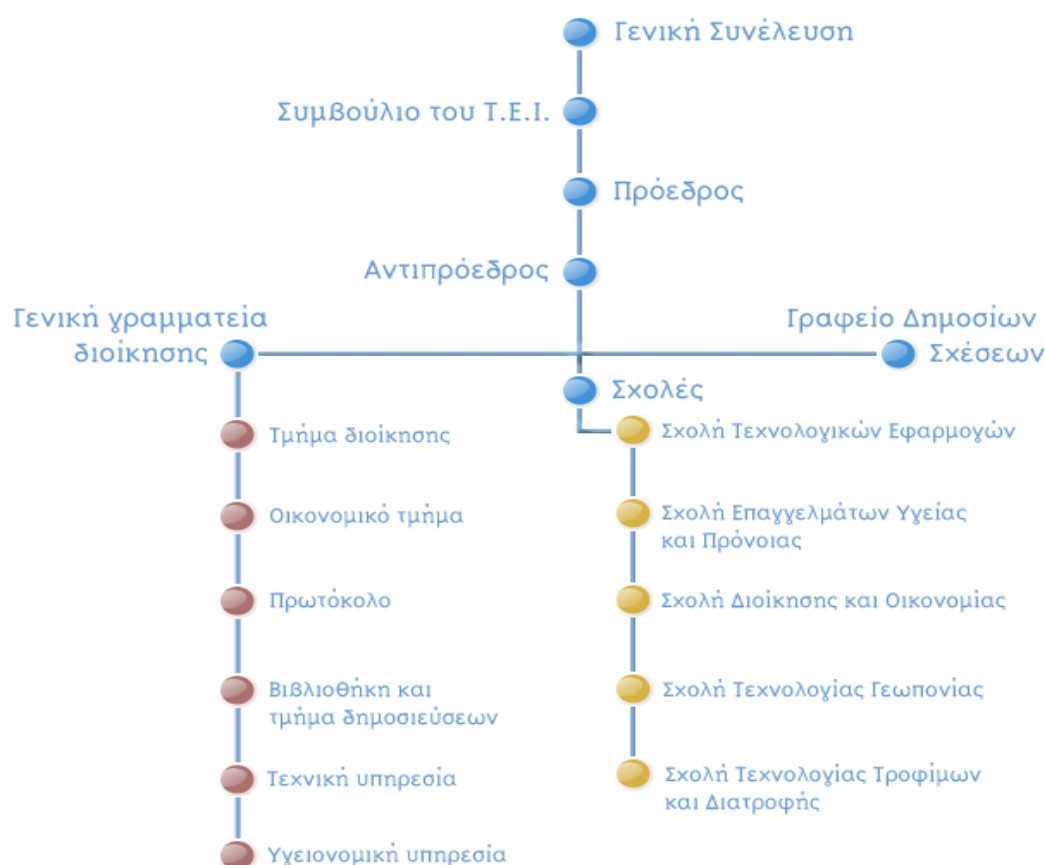 Γενική Συνέλευση
Συμβούλιο του Τ.Ε.Ι.
Πρόεδρος
Αντιπρόεδρος
Γενική γραμματεία
διοίκησης
Γραφείο Δημοσίων
Σχέσεων
Σχολές
Τμήμα διοίκησης
Οικονομικό τμήμα
Πρωτόκολο
Βιβλιοθήκη και
τμήμα δημοσιεύσεων
Τεχνική υπηρεσία
Υγειονομική υπηρεσία
Σχολή Τεχνολογικών Εφαρμογών
Σχολή Επαγγελμάτων Υγείας
και Πρόνοιας
Σχολή Διοίκησης και Οικονομίας
Σχολή Τεχνολογίας Γεωπονίας
Σχολή Τεχνολογίας Τροφίμων
και Διατροφής